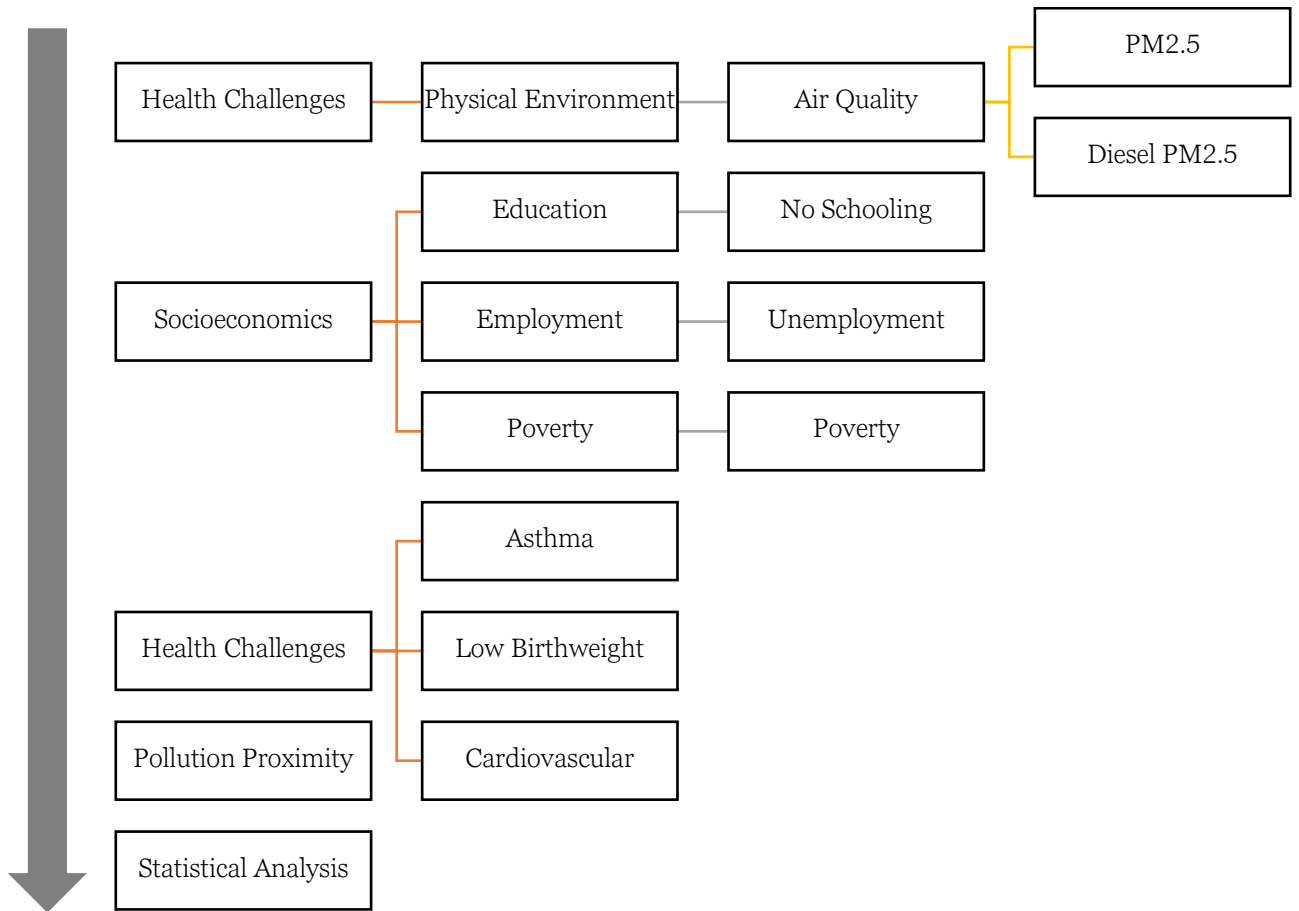 PM2.5
Health Challenges
Physical Environment
Air Quality
Diesel PM2.5
Education
No Schooling
Socioeconomics
Employment
Unemployment
Poverty
Poverty
Asthma
Health Challenges
Low Birthweight
Pollution Proximity
Cardiovascular
Statistical Analysis